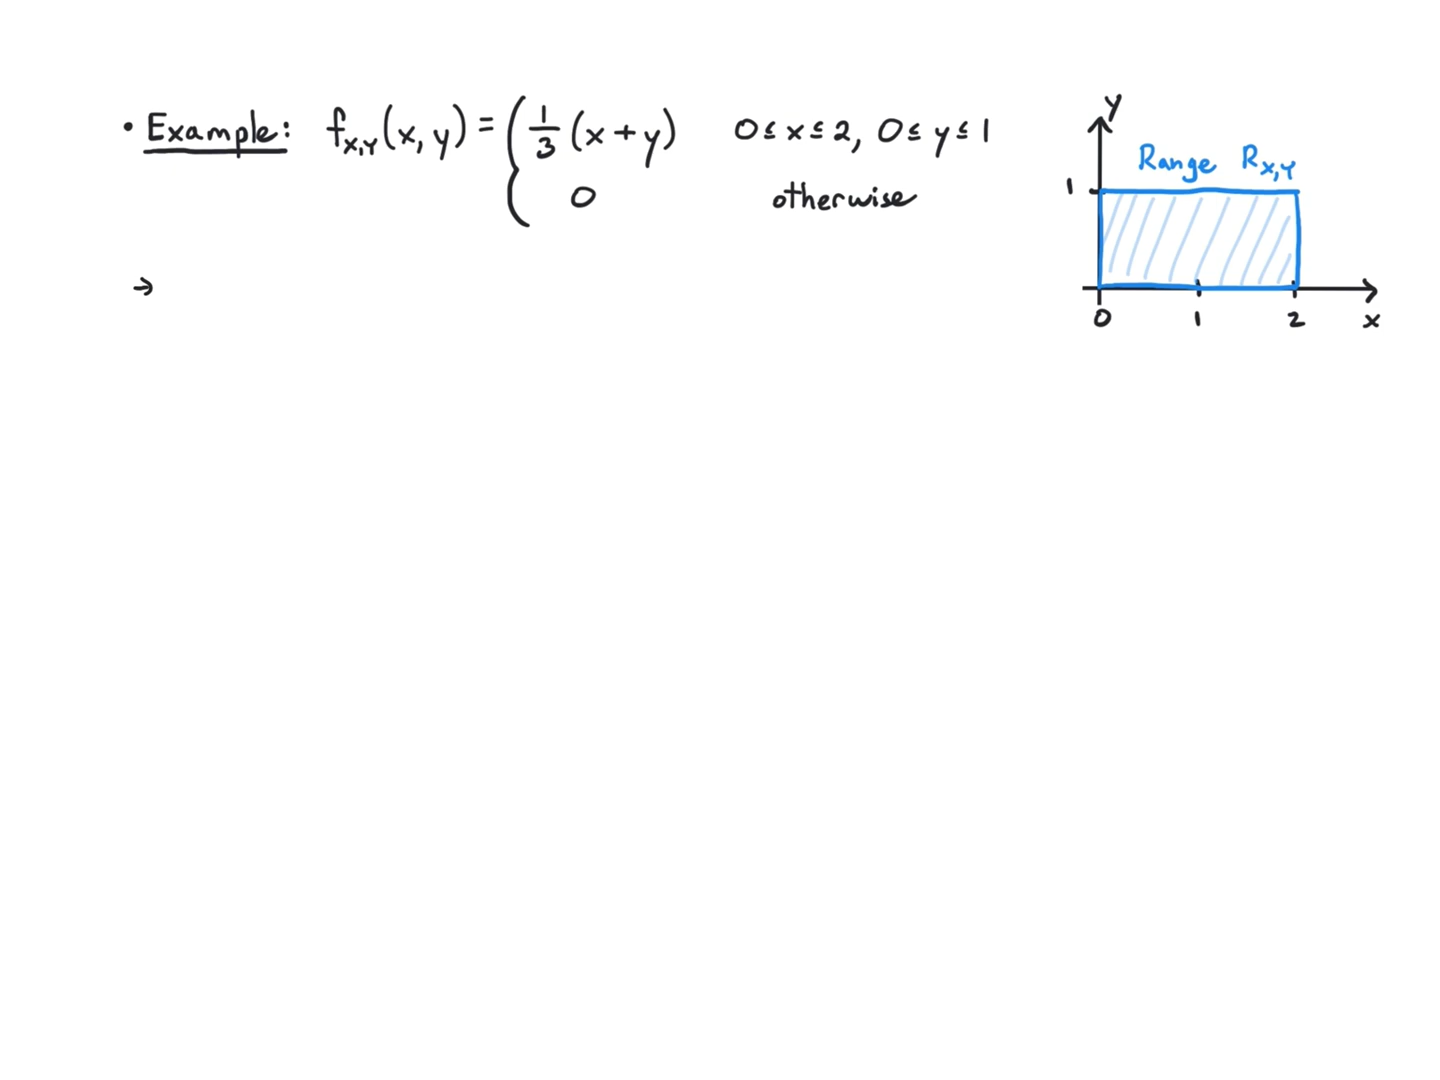 • Example: f_{X,Y}(x, y) = { 1/3 (x + y)   0 ≤ x ≤ 2, 0 ≤ y ≤ 1
0   otherwise
→
y
Range R_{X,Y}
1
0 1 2 x